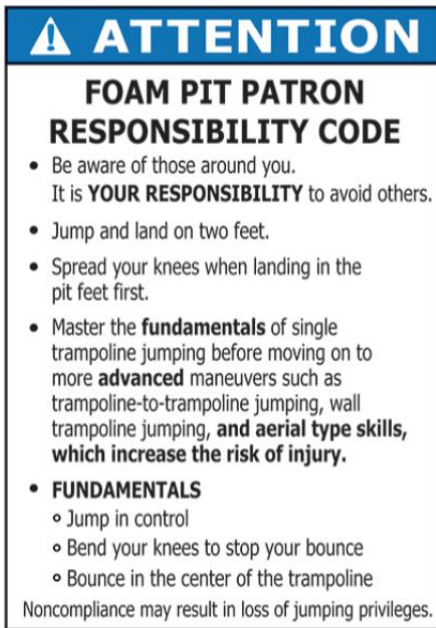 ATTENTION
FOAM PIT PATRON
RESPONSIBILITY CODE
• Be aware of those around you.
It is YOUR RESPONSIBILITY to avoid others.
• Jump and land on two feet.
• Spread your knees when landing in the
pit feet first.
• Master the fundamentals of single
trampoline jumping before moving on to
more advanced maneuvers such as
trampoline-to-trampoline jumping, wall
trampoline jumping, and aerial type skills,
which increase the risk of injury.
• FUNDAMENTALS
∘ Jump in control
∘ Bend your knees to stop your bounce
∘ Bounce in the center of the trampoline
Noncompliance may result in loss of jumping privileges.